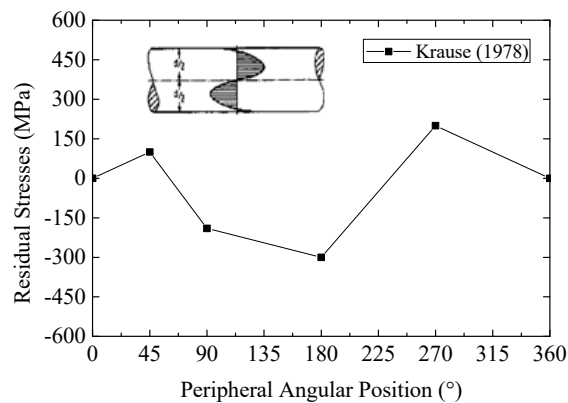 600
450
300
150
0
-150
-300
-450
-600
Residual Stresses (MPa)
Krause (1978)
0 45 90 135 180 225 270 315 360
Peripheral Angular Position (°)